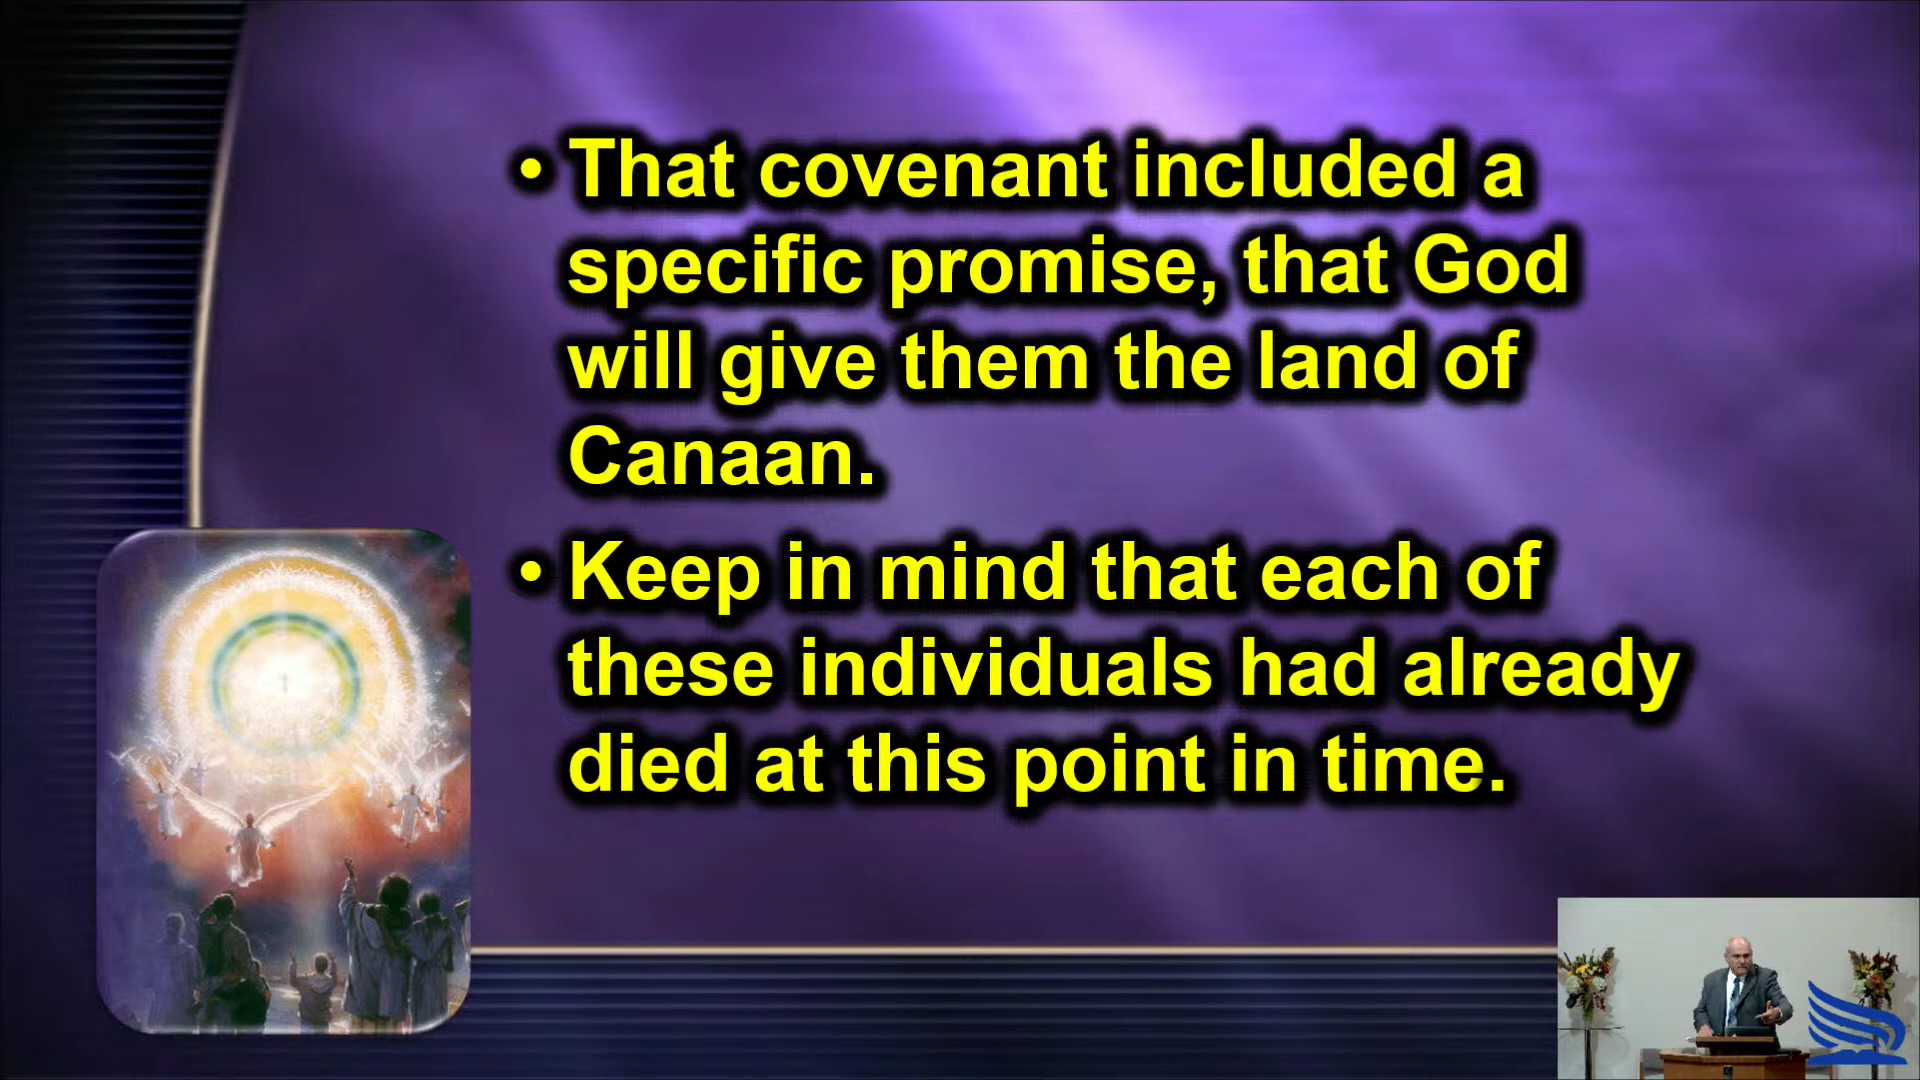 • That covenant included a
specific promise, that God
will give them the land of
Canaan.
• Keep in mind that each of
these individuals had already
died at this point in time.